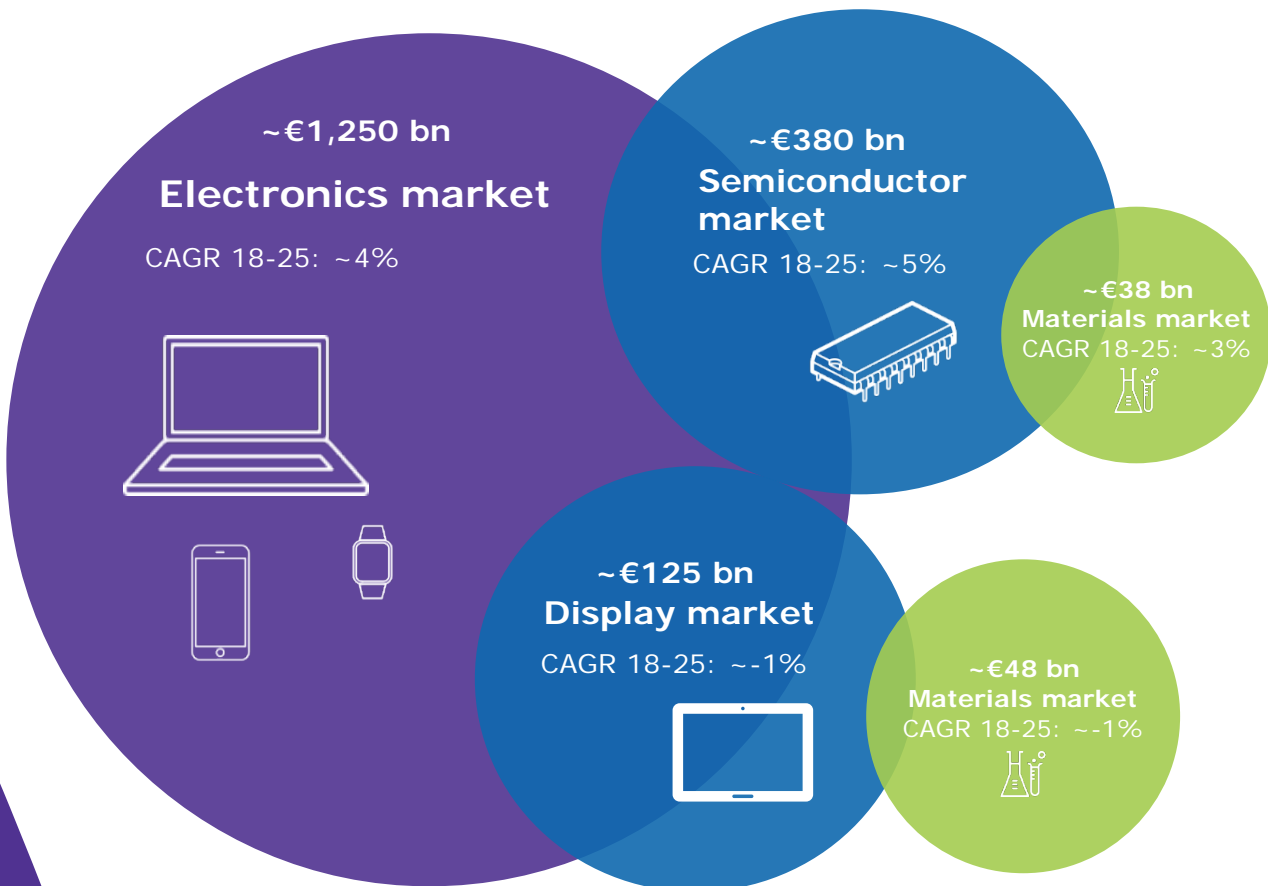 ~€1,250 bn
Electronics market
CAGR 18-25: ~4%
~€380 bn
Semiconductor
market
CAGR 18-25: ~5%
~€38 bn
Materials market
CAGR 18-25: ~3%
~€125 bn
Display market
CAGR 18-25: ~-1%
~€48 bn
Materials market
CAGR 18-25: ~-1%